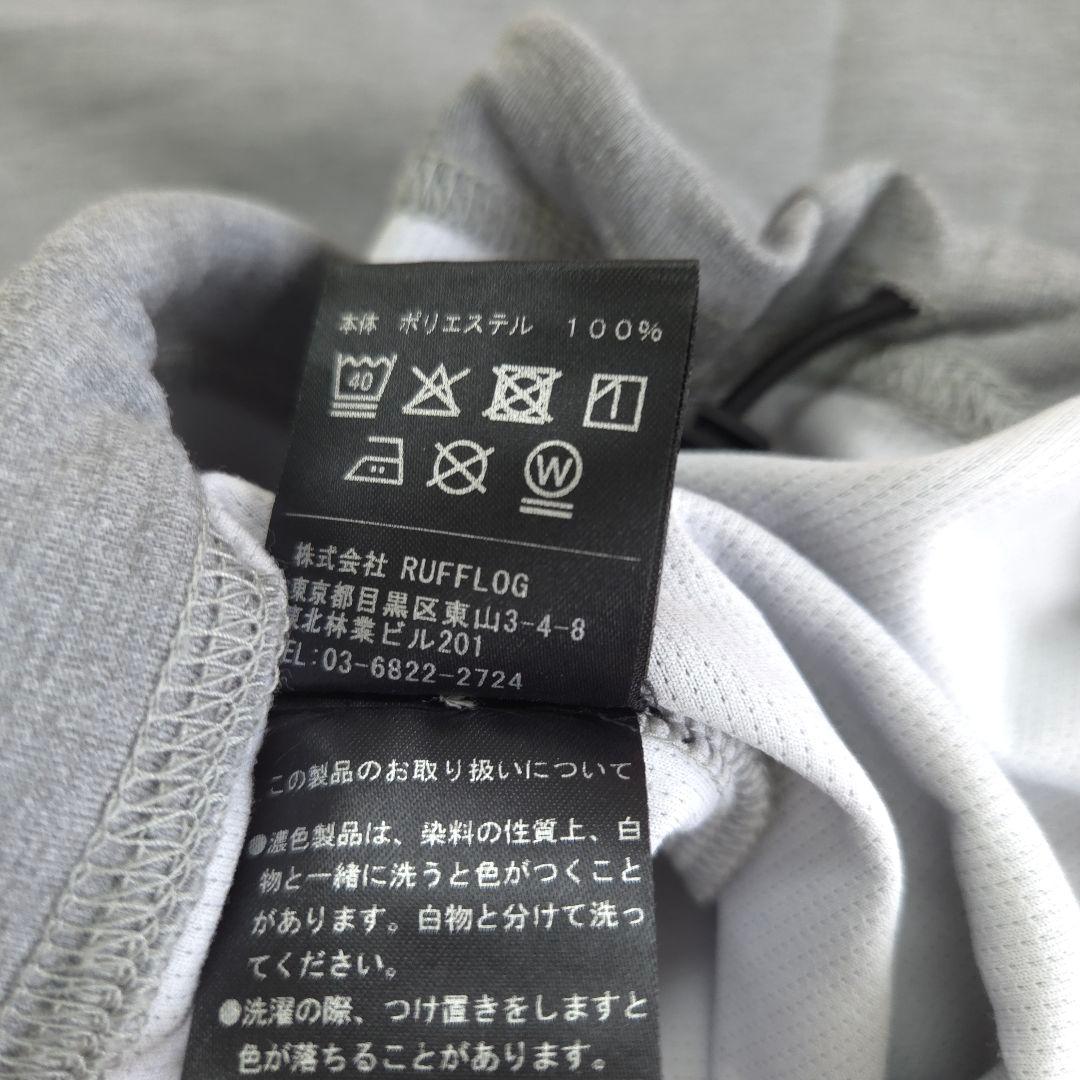 本体 ポリエステル 100%
40
W
株式会社 RUFFLOG
東京都目黒区東山3-4-8
東北林業ビル201
TEL:03-6822-2724
この製品のお取り扱いについて
●濃色製品は、染料の性質上、白
物と一緒に洗うと色がつくこと
があります。白物と分けて洗っ
てください。
●洗濯の際、つけ置きをしますと
色が落ちることがあります。